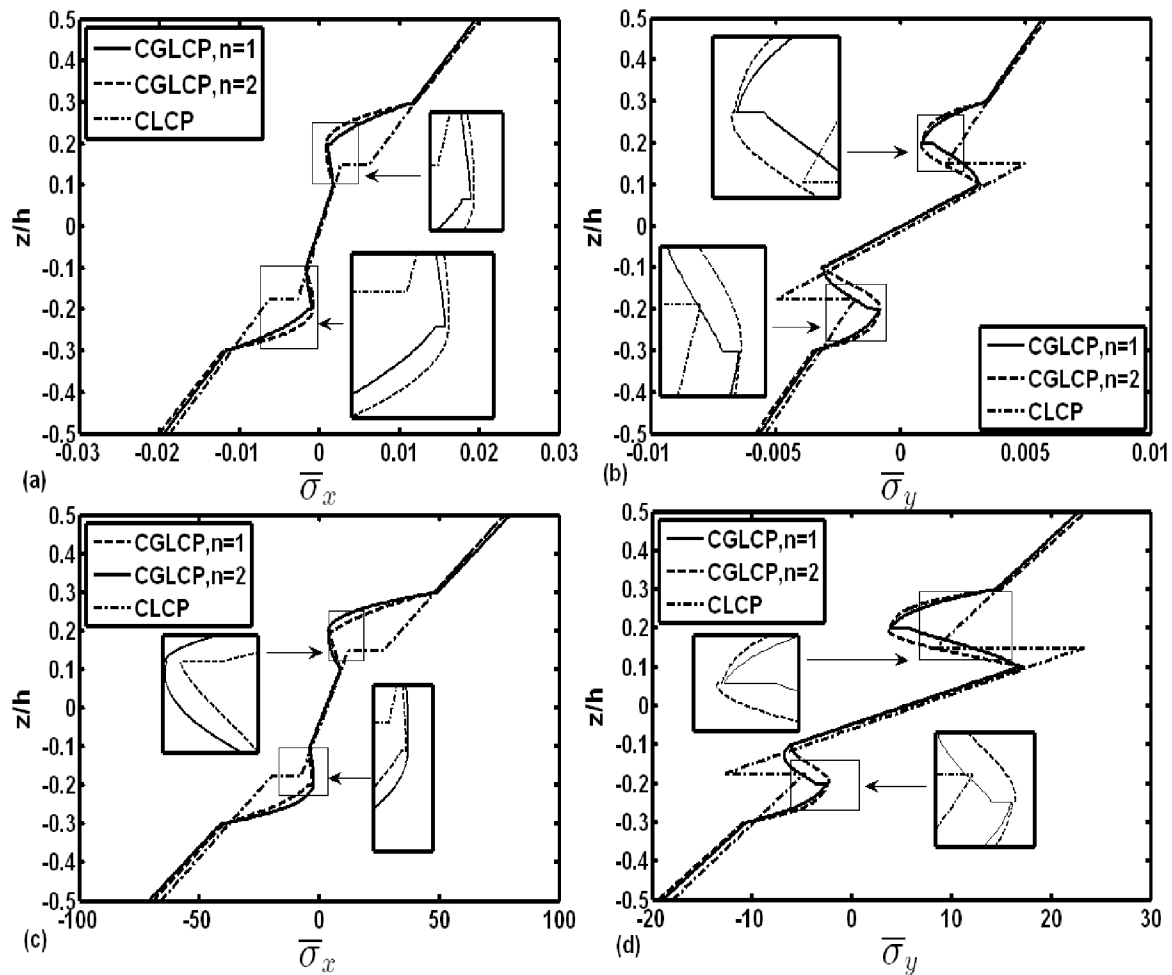 0.5
0.4
0.3
0.2
0.1
0
-0.1
-0.2
-0.3
-0.4
-0.5
z/h
CGLCP,n=1
CGLCP,n=2
CLCP
-0.03 -0.02 -0.01 0 0.01 0.02 0.03
(a)
σ̅x
0.5
0.4
0.3
0.2
0.1
0
-0.1
-0.2
-0.3
-0.4
-0.5
z/h
CGLCP,n=1
CGLCP,n=2
CLCP
-0.01 -0.005 0 0.005 0.01
(b)
σ̅y
0.5
0.4
0.3
0.2
0.1
0
-0.1
-0.2
-0.3
-0.4
-0.5
z/h
CGLCP,n=1
CGLCP,n=2
CLCP
-100 -50 0 50 100
(c)
σ̅x
0.5
0.4
0.3
0.2
0.1
0
-0.1
-0.2
-0.3
-0.4
-0.5
z/h
CGLCP,n=1
CGLCP,n=2
CLCP
-20 -10 0 10 20 30
(d)
σ̅y